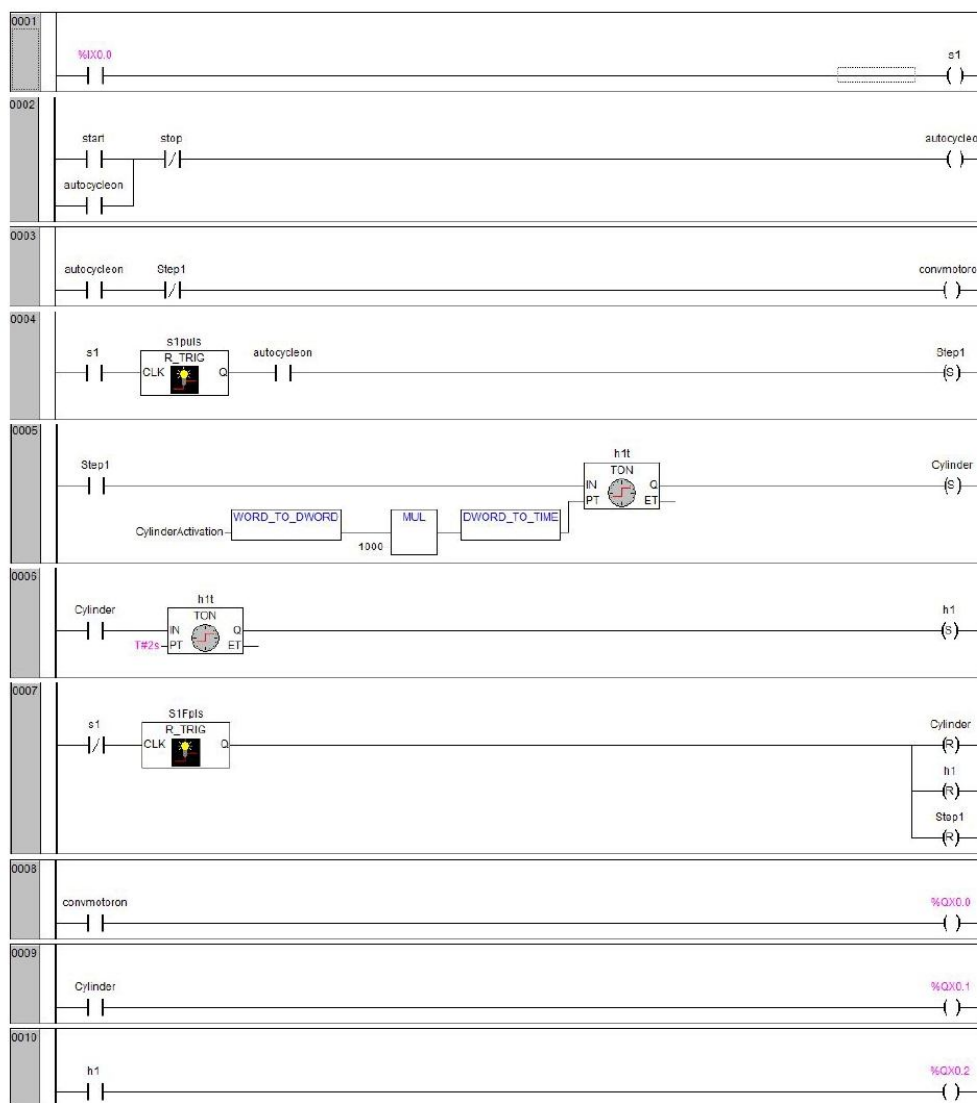 0001
%IX0.0
s1
0002
start
stop
autocycleo
autocycleon
0003
autocycleon
Step1
convmotoro
0004
s1
s1puls
autocycleon
Step1
R_TRIG
CLK
Q
(S)
0005
Step1
h1t
Cylinder
TON
IN
Q
(S)
PT
ET
WORD_TO_DWORD
MUL
DWORD_TO_TIME
CylinderActivation
1000
0006
Cylinder
h1t
h1
TON
IN
Q
(S)
T#2s
PT
ET
0007
s1
S1Fpls
Cylinder
R_TRIG
CLK
Q
(R)
h1
(R)
Step1
(R)
0008
convmotoron
%QX0.0
0009
Cylinder
%QX0.1
0010
h1
%QX0.2